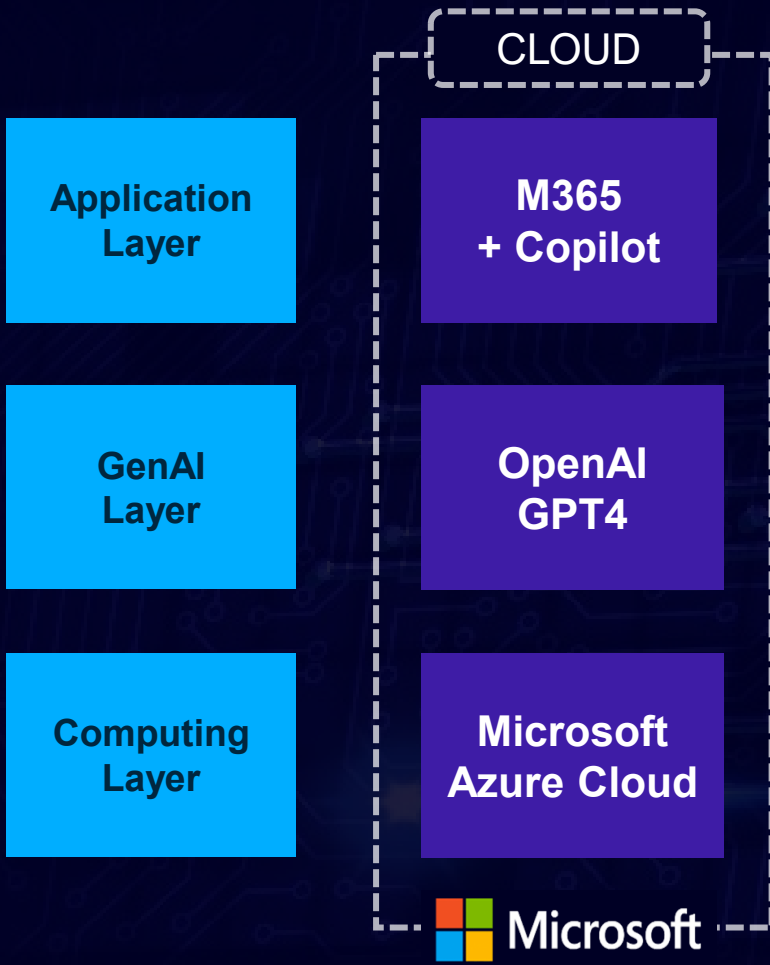 CLOUD
Application
Layer
M365
+ Copilot
GenAI
Layer
OpenAI
GPT4
Computing
Layer
Microsoft
Azure Cloud
Microsoft